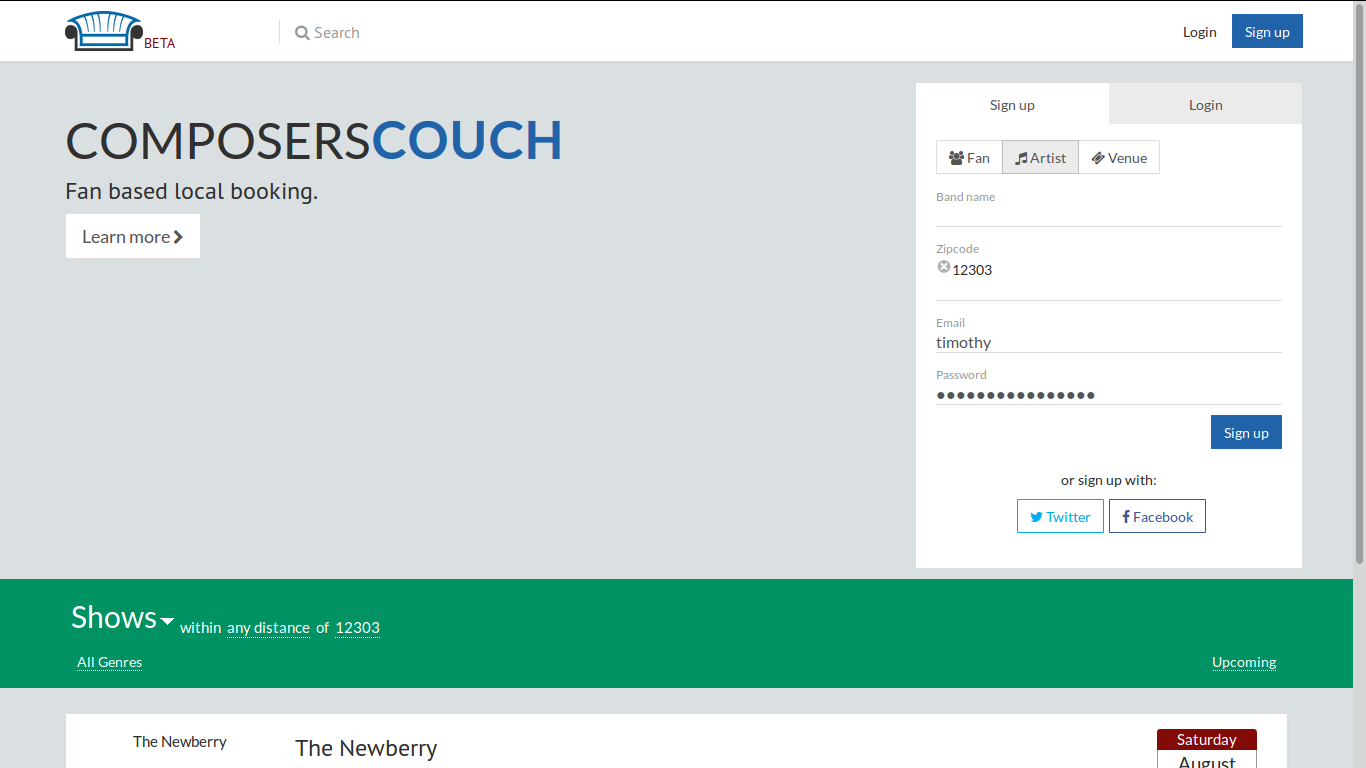 BETA
Search
Login
Sign up
COMPOSERSCOUCH
Fan based local booking.
Learn more
Sign up
Login
Fan
Artist
Venue
Band name
Zipcode
12303
Email
timothy
Password
••••••••••••••••
Sign up
or sign up with:
Twitter
Facebook
Shows within any distance of 12303
All Genres
Upcoming
The Newberry
The Newberry
Saturday
August